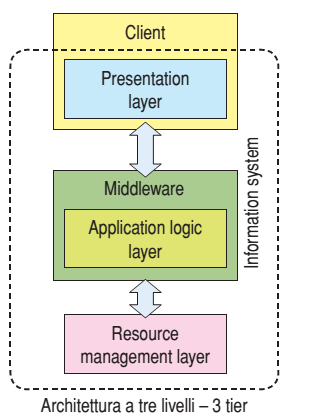 Client
Presentation
layer
Middleware
Application logic
layer
Information system
Resource
management layer
Architettura a tre livelli – 3 tier